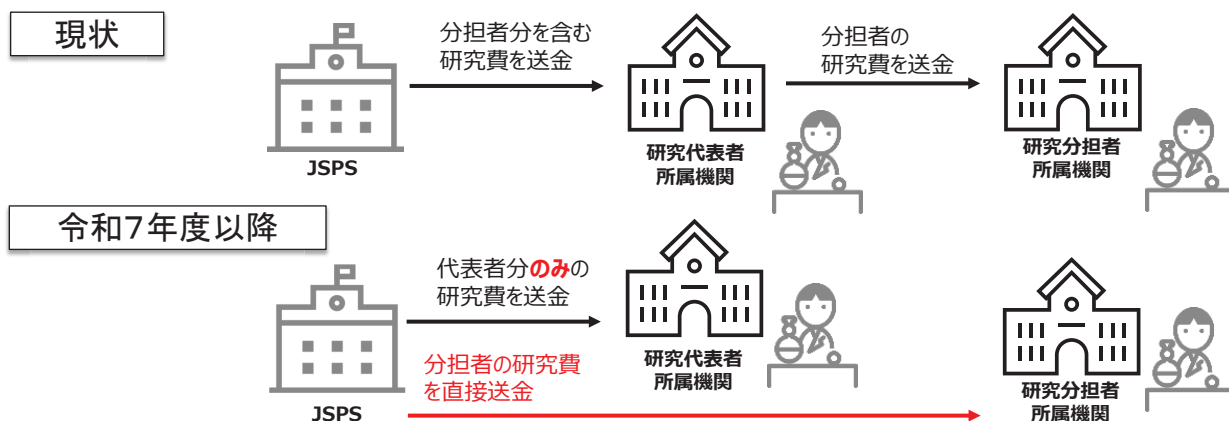 現状
分担者分を含む
研究費を送金
分担者の
研究費を送金
JSPS
研究代表者
所属機関
研究分担者
所属機関
令和7年度以降
代表者分のみの
研究費を送金
分担者の研究費
を直接送金
JSPS
研究代表者
所属機関
研究分担者
所属機関